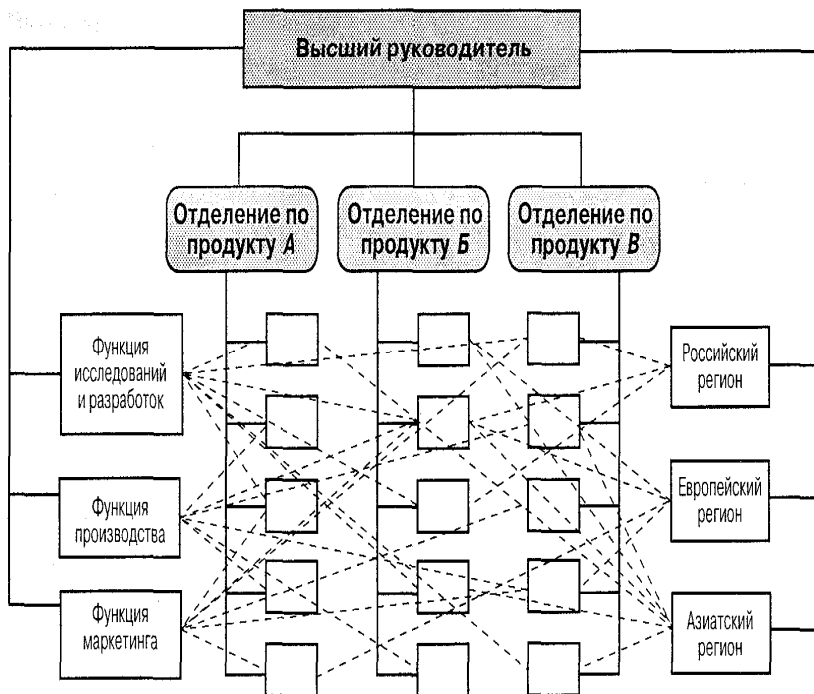 Высший руководитель
Отделение по
продукту А
Отделение по
продукту Б
Отделение по
продукту В
Функция
исследований
и разработок
Российский
регион
Функция
производства
Европейский
регион
Функция
маркетинга
Азиатский
регион